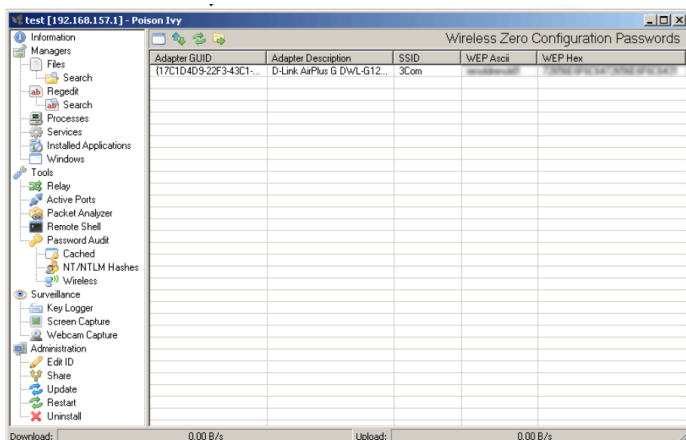 test [192.168.157.1] - Poison Ivy
Information
Managers
Files
Search
Regedit
Search
Processes
Services
Installed Applications
Windows
Tools
Relay
Active Ports
Packet Analyzer
Remote Shell
Password Audit
Cached
NT/NTLM Hashes
Wireless
Surveillance
Key Logger
Screen Capture
Webcam Capture
Administration
Edit ID
Share
Update
Restart
Uninstall
Wireless Zero Configuration Passwords
Adapter GUID Adapter Description SSID WEP Ascii WEP Hex
{17C1D4D9-22F3-43C1-... D-Link AirPlus G DWL-G12... 3Com
Download: 0.00 B/s Upload: 0.00 B/s